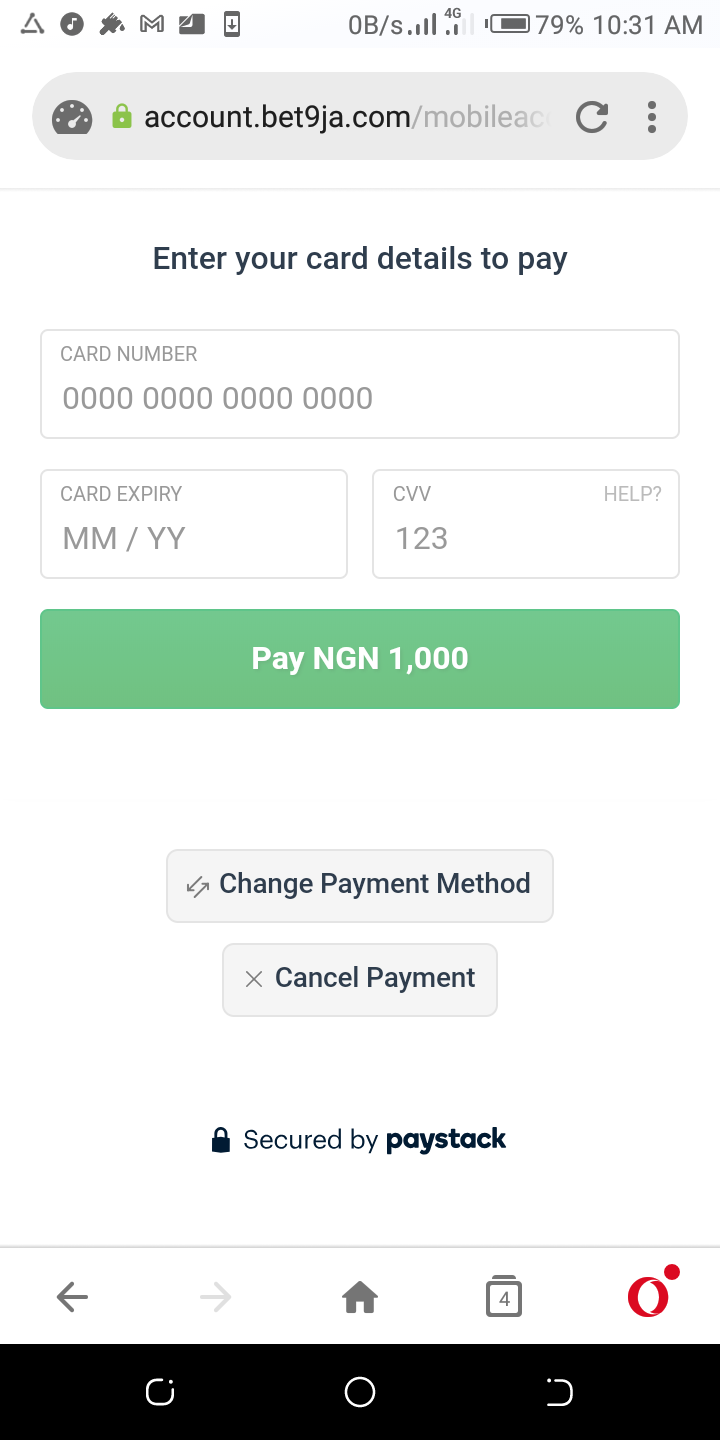 0B/s 4G 79% 10:31 AM
account.bet9ja.com/mobileac
Enter your card details to pay
CARD NUMBER
0000 0000 0000 0000
CARD EXPIRY
MM / YY
CVV HELP?
123
Pay NGN 1,000
Change Payment Method
Cancel Payment
Secured by paystack
4